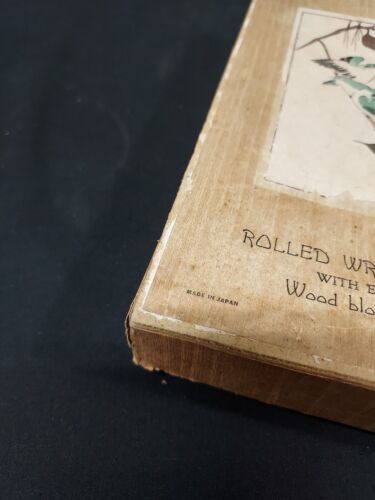 ROLLED WR
WITH E
Wood blo
MADE IN JAPAN